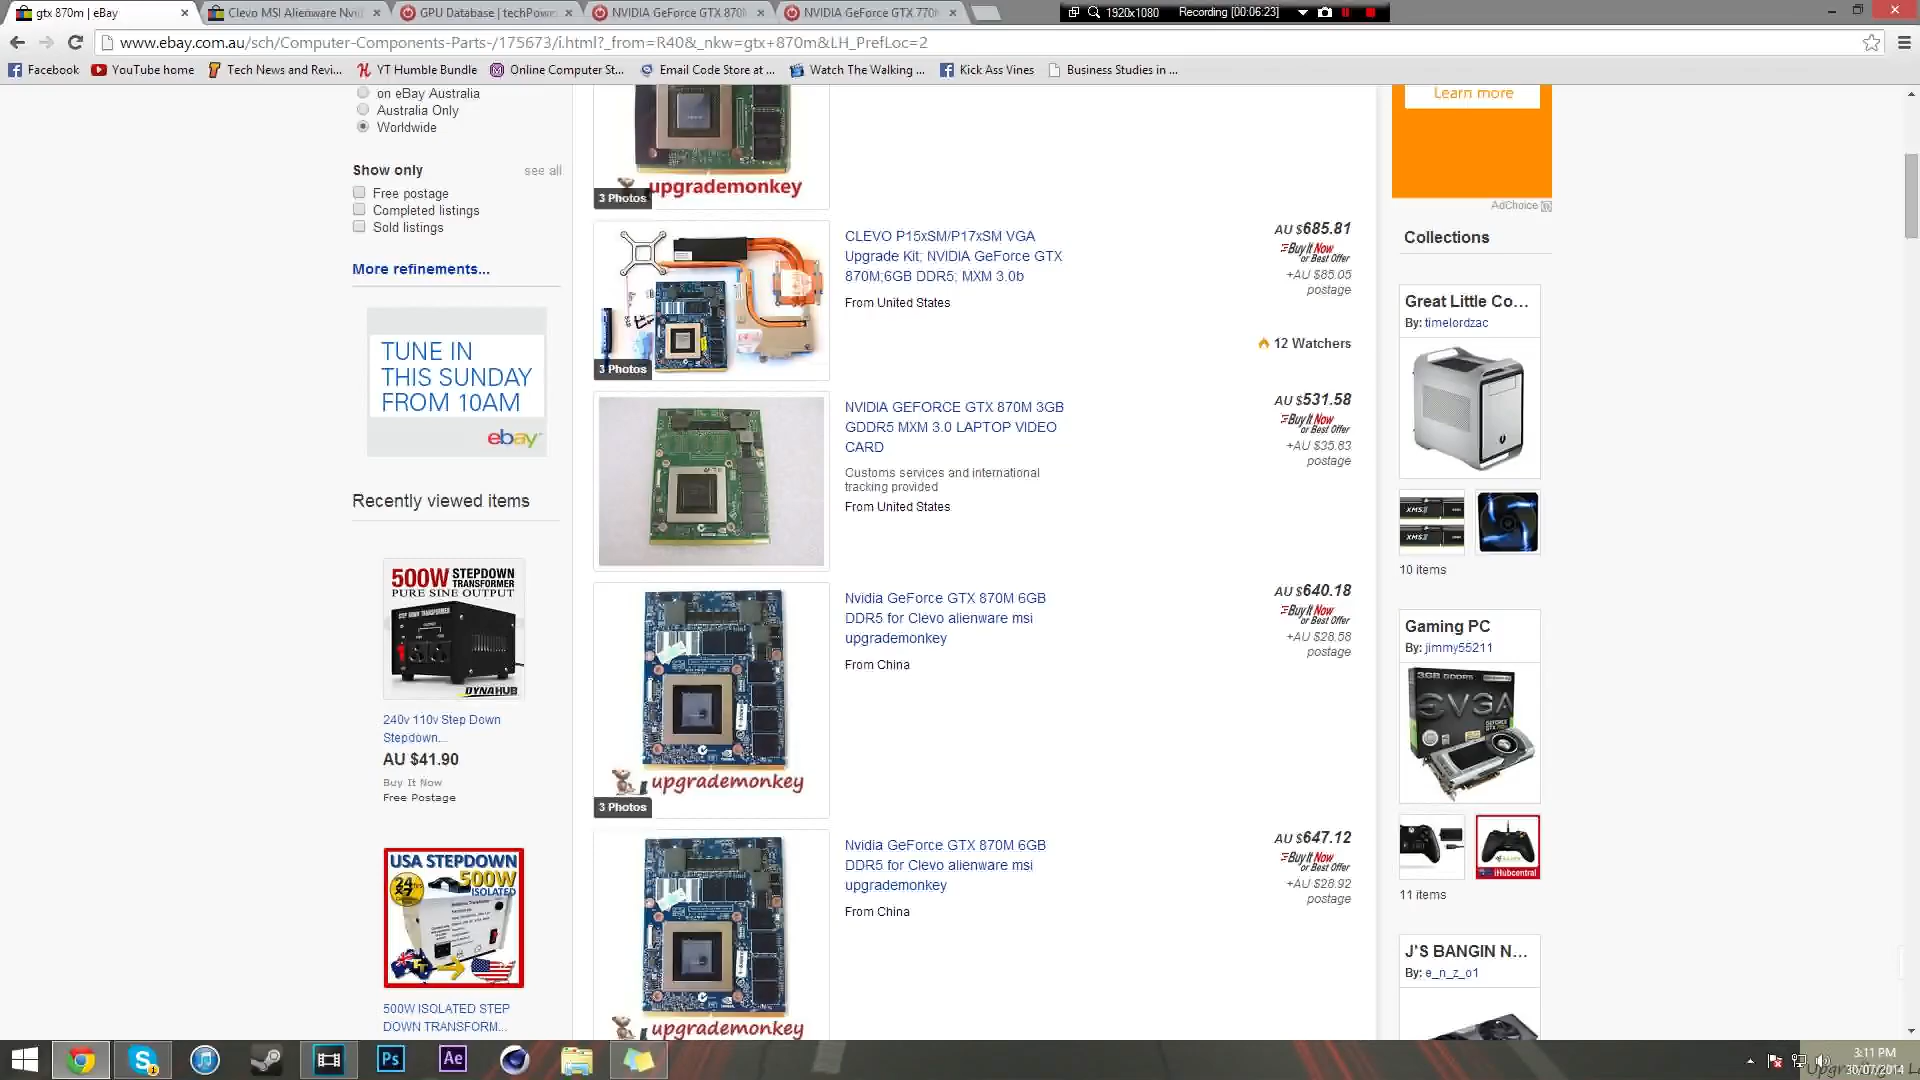 gtx 870m | eBay
Clevo MSI Alienware Nvi
GPU Database | techPower
NVIDIA GeForce GTX 870M
NVIDIA GeForce GTX 770M
1920x1080
Recording [00:06:23]
www.ebay.com.au/sch/Computer-Components-Parts-/175673/i.html?_from=R40&_nkw=gtx+870m&LH_PrefLoc=2
Facebook
YouTube home
Tech News and Revi...
YT Humble Bundle
Online Computer St...
Email Code Store at ...
Watch The Walking ...
Kick Ass Vines
Business Studies in ...
on eBay Australia
Australia Only
Worldwide
Show only
see all
Free postage
Completed listings
Sold listings
More refinements...
TUNE IN
THIS SUNDAY
FROM 10AM
ebay
Recently viewed items
500W STEPDOWN
TRANSFORMER
PURE SINE OUTPUT
DYNAHUB
240v 110v Step Down
Stepdown...
AU $41.90
Buy It Now
Free Postage
USA STEPDOWN
500W
ISOLATED
500W ISOLATED STEP
DOWN TRANSFORM...
upgrademonkey
3 Photos
CLEVO P15xSM/P17xSM VGA
Upgrade Kit; NVIDIA GeForce GTX
870M;6GB DDR5; MXM 3.0b
From United States
AU $685.81
Buy It Now
or Best Offer
+AU $85.05
postage
12 Watchers
3 Photos
NVIDIA GEFORCE GTX 870M 3GB
GDDR5 MXM 3.0 LAPTOP VIDEO
CARD
Customs services and international
tracking provided
From United States
AU $531.58
Buy It Now
or Best Offer
+AU $35.83
postage
Nvidia GeForce GTX 870M 6GB
DDR5 for Clevo alienware msi
upgrademonkey
From China
AU $640.18
Buy It Now
or Best Offer
+AU $28.58
postage
upgrademonkey
3 Photos
Nvidia GeForce GTX 870M 6GB
DDR5 for Clevo alienware msi
upgrademonkey
From China
AU $647.12
Buy It Now
or Best Offer
+AU $28.92
postage
upgrademonkey
Learn more
AdChoice
Collections
Great Little Co...
By: timelordzac
XMS
XMS
10 items
Gaming PC
By: jimmy55211
3GB GDDR5
EVGA
iHubcentral
11 items
J'S BANGIN N...
By: e_n_z_o1
Ps
Ae
3:11 PM
30/07/2014